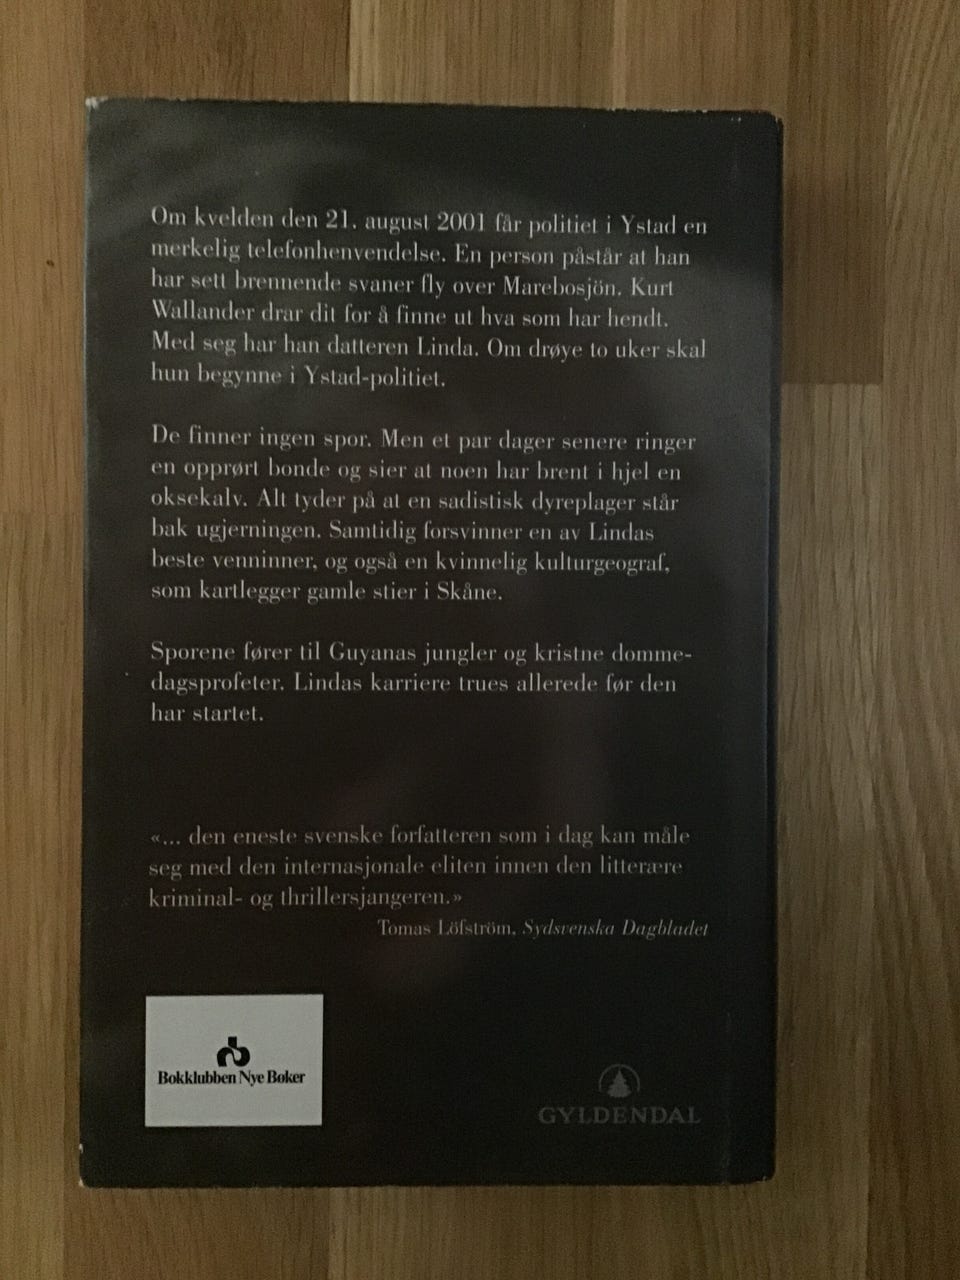 Om kvelden den 21. august 2001 får politiet i Ystad en
merkelig telefonhenvendelse. En person påstår at han
har sett brennende svaner fly over Marebosjön. Kurt
Wallander drar dit for å finne ut hva som har hendt.
Med seg har han datteren Linda. Om drøye to uker skal
hun begynne i Ystad-politiet.
De finner ingen spor. Men et par dager senere ringer
en opprørt bonde og sier at noen har brent i hjel en
oksekalv. Alt tyder på at en sadistisk dyreplager står
bak ugjerningen. Samtidig forsvinner en av Lindas
beste venninner, og også en kvinnelig kulturgeograf,
som kartlegger gamle stier i Skåne.
Sporene fører til Guyanas jungler og kristne domme-
dagsprofeter. Lindas karriere trues allerede før den
har startet.
«... den eneste svenske forfatteren som i dag kan måle
seg med den internasjonale eliten innen den litterære
kriminal- og thrillersjangeren.»
Tomas Löfström, Sydsvenska Dagbladet
Bokklubben Nye Bøker
GYLDENDAL